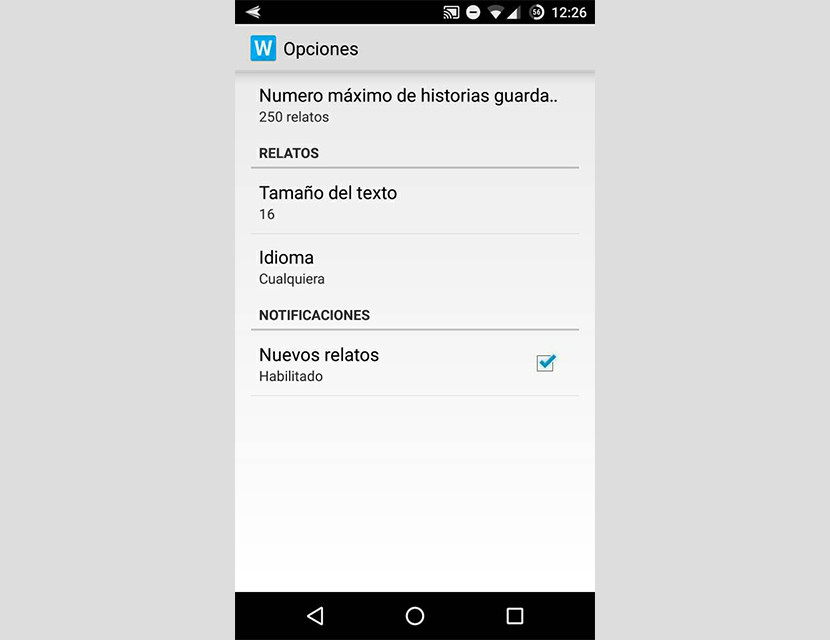 56 12:26
W Opciones
Numero máximo de historias guarda..
250 relatos
RELATOS
Tamaño del texto
16
Idioma
Cualquiera
NOTIFICACIONES
Nuevos relatos
Habilitado